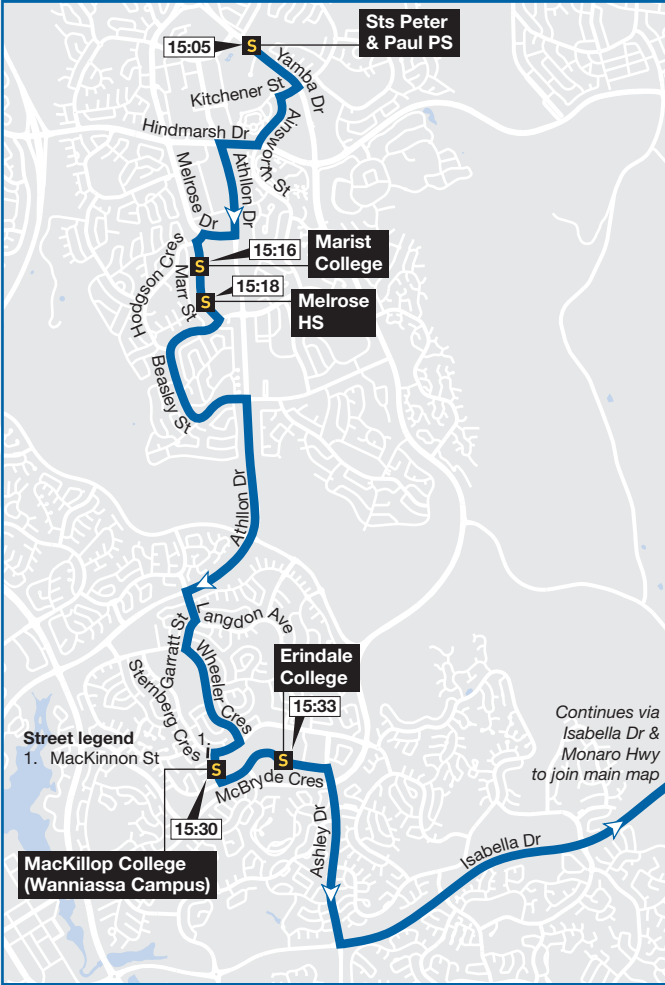 Sts Peter
& Paul PS
15:05
S
Yamba Dr
Kitchener St
Ainsworth St
Hindmarsh Dr
Athllon Dr
Melrose Dr
15:16
Marist
College
S
Hodgson Cres
Marr St
15:18
S
Melrose
HS
Beasley St
Athllon Dr
Langdon Ave
Garratt St
Wheeler Cres
Sternberg Cres
Erindale
College
15:33
Continues via
Isabella Dr &
Monaro Hwy
to join main map
Street legend
1. MacKinnon St
1.
S
S
McBryde Cres
15:30
Ashley Dr
Isabella Dr
MacKillop College
(Wanniassa Campus)